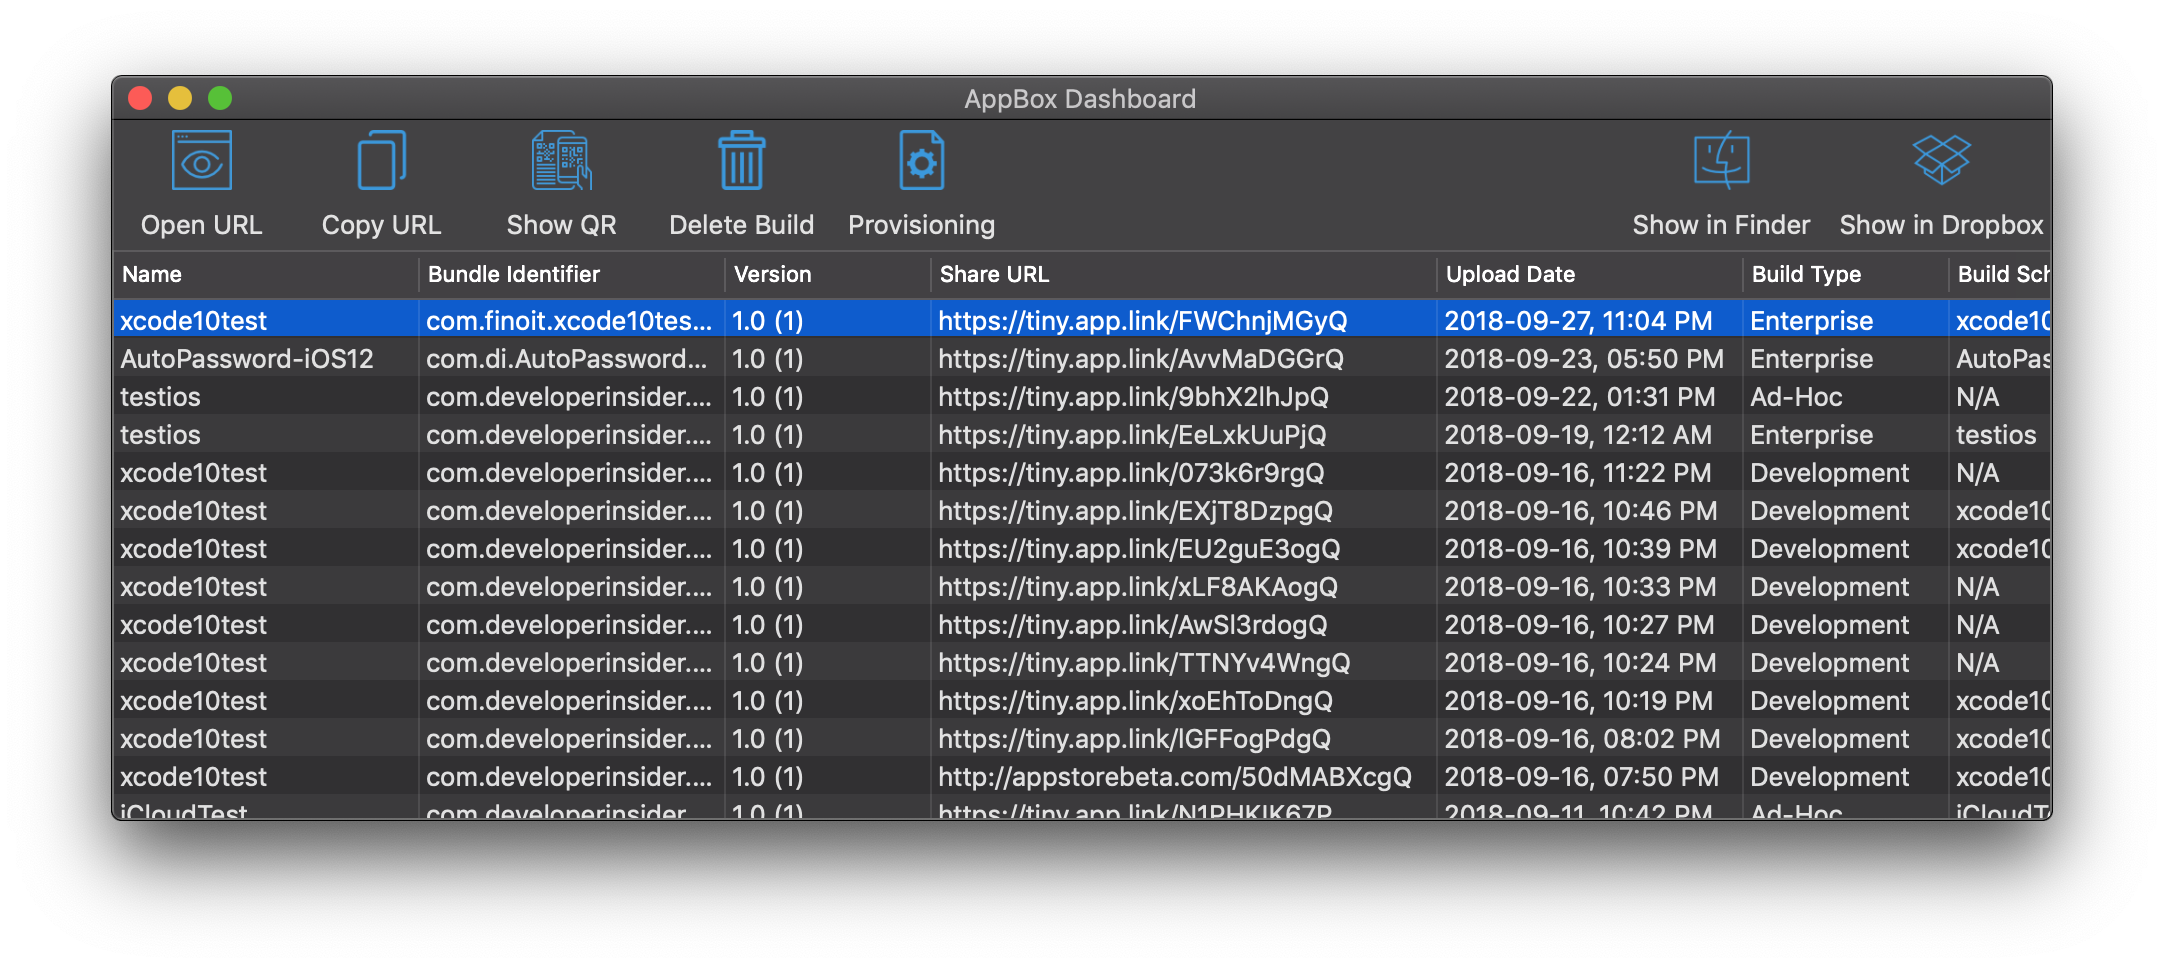 AppBox Dashboard
Open URL Copy URL Show QR Delete Build Provisioning Show in Finder Show in Dropbox
Name Bundle Identifier Version Share URL Upload Date Build Type Build Sch
xcode10test com.finoit.xcode10tes... 1.0 (1) https://tiny.app.link/FWChnjMGyQ 2018-09-27, 11:04 PM Enterprise xcode10
AutoPassword-iOS12 com.di.AutoPassword... 1.0 (1) https://tiny.app.link/AvvMaDGGrQ 2018-09-23, 05:50 PM Enterprise AutoPas
testios com.developerinsider.... 1.0 (1) https://tiny.app.link/9bhX2lhJpQ 2018-09-22, 01:31 PM Ad-Hoc N/A
testios com.developerinsider.... 1.0 (1) https://tiny.app.link/EeLxkUuPjQ 2018-09-19, 12:12 AM Enterprise testios
xcode10test com.developerinsider.... 1.0 (1) https://tiny.app.link/073k6r9rgQ 2018-09-16, 11:22 PM Development N/A
xcode10test com.developerinsider.... 1.0 (1) https://tiny.app.link/EXjT8DzpgQ 2018-09-16, 10:46 PM Development xcode10
xcode10test com.developerinsider.... 1.0 (1) https://tiny.app.link/EU2guE3ogQ 2018-09-16, 10:39 PM Development xcode10
xcode10test com.developerinsider.... 1.0 (1) https://tiny.app.link/xLF8AKAogQ 2018-09-16, 10:33 PM Development N/A
xcode10test com.developerinsider.... 1.0 (1) https://tiny.app.link/AwSl3rdogQ 2018-09-16, 10:27 PM Development N/A
xcode10test com.developerinsider.... 1.0 (1) https://tiny.app.link/TTNYv4WngQ 2018-09-16, 10:24 PM Development N/A
xcode10test com.developerinsider.... 1.0 (1) https://tiny.app.link/xoEhToDngQ 2018-09-16, 10:19 PM Development xcode10
xcode10test com.developerinsider.... 1.0 (1) https://tiny.app.link/lGFFogPdgQ 2018-09-16, 08:02 PM Development xcode10
xcode10test com.developerinsider.... 1.0 (1) http://appstorebeta.com/50dMABXcgQ 2018-09-16, 07:50 PM Development xcode10
iCloudTest com.developerinsider 1.0 (1) 2018-09-11, 10:42 PM Ad-Hoc iCloudT